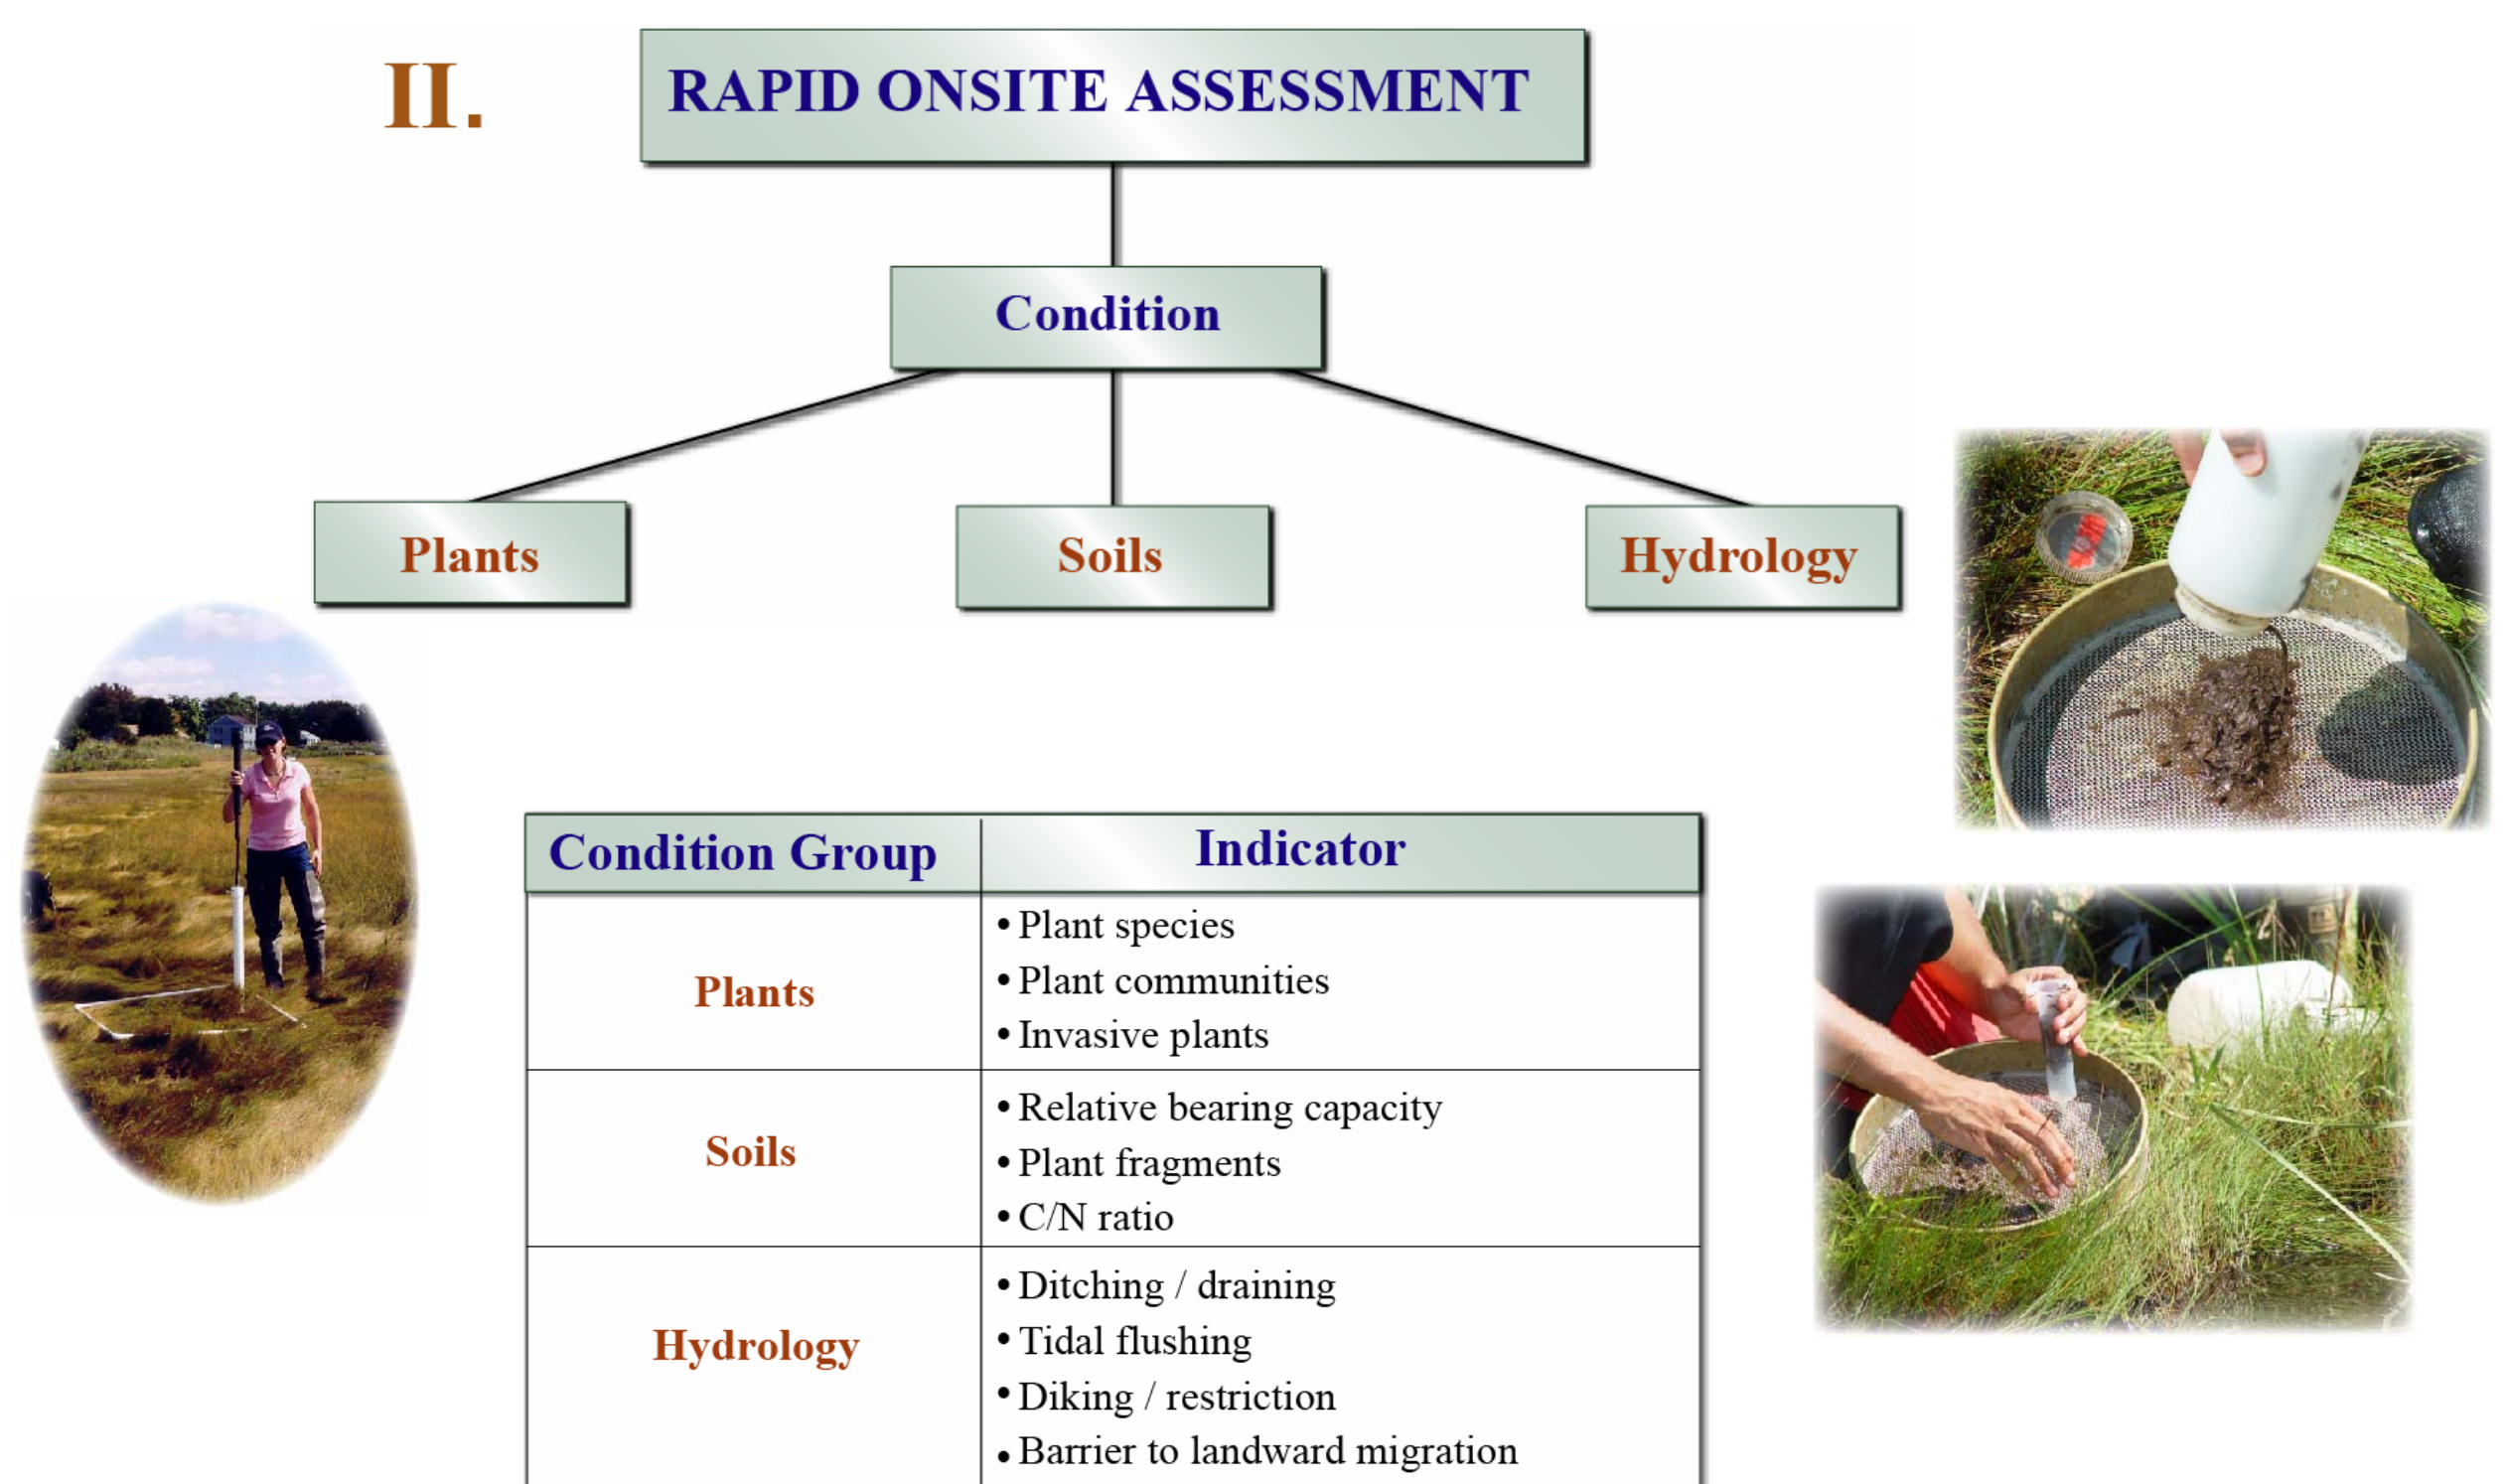 II.
RAPID ONSITE ASSESSMENT
Condition
Plants
Soils
Hydrology
Condition Group
Indicator
Plants
• Plant species
• Plant communities
• Invasive plants
Soils
• Relative bearing capacity
• Plant fragments
• C/N ratio
Hydrology
• Ditching / draining
• Tidal flushing
• Diking / restriction
• Barrier to landward migration